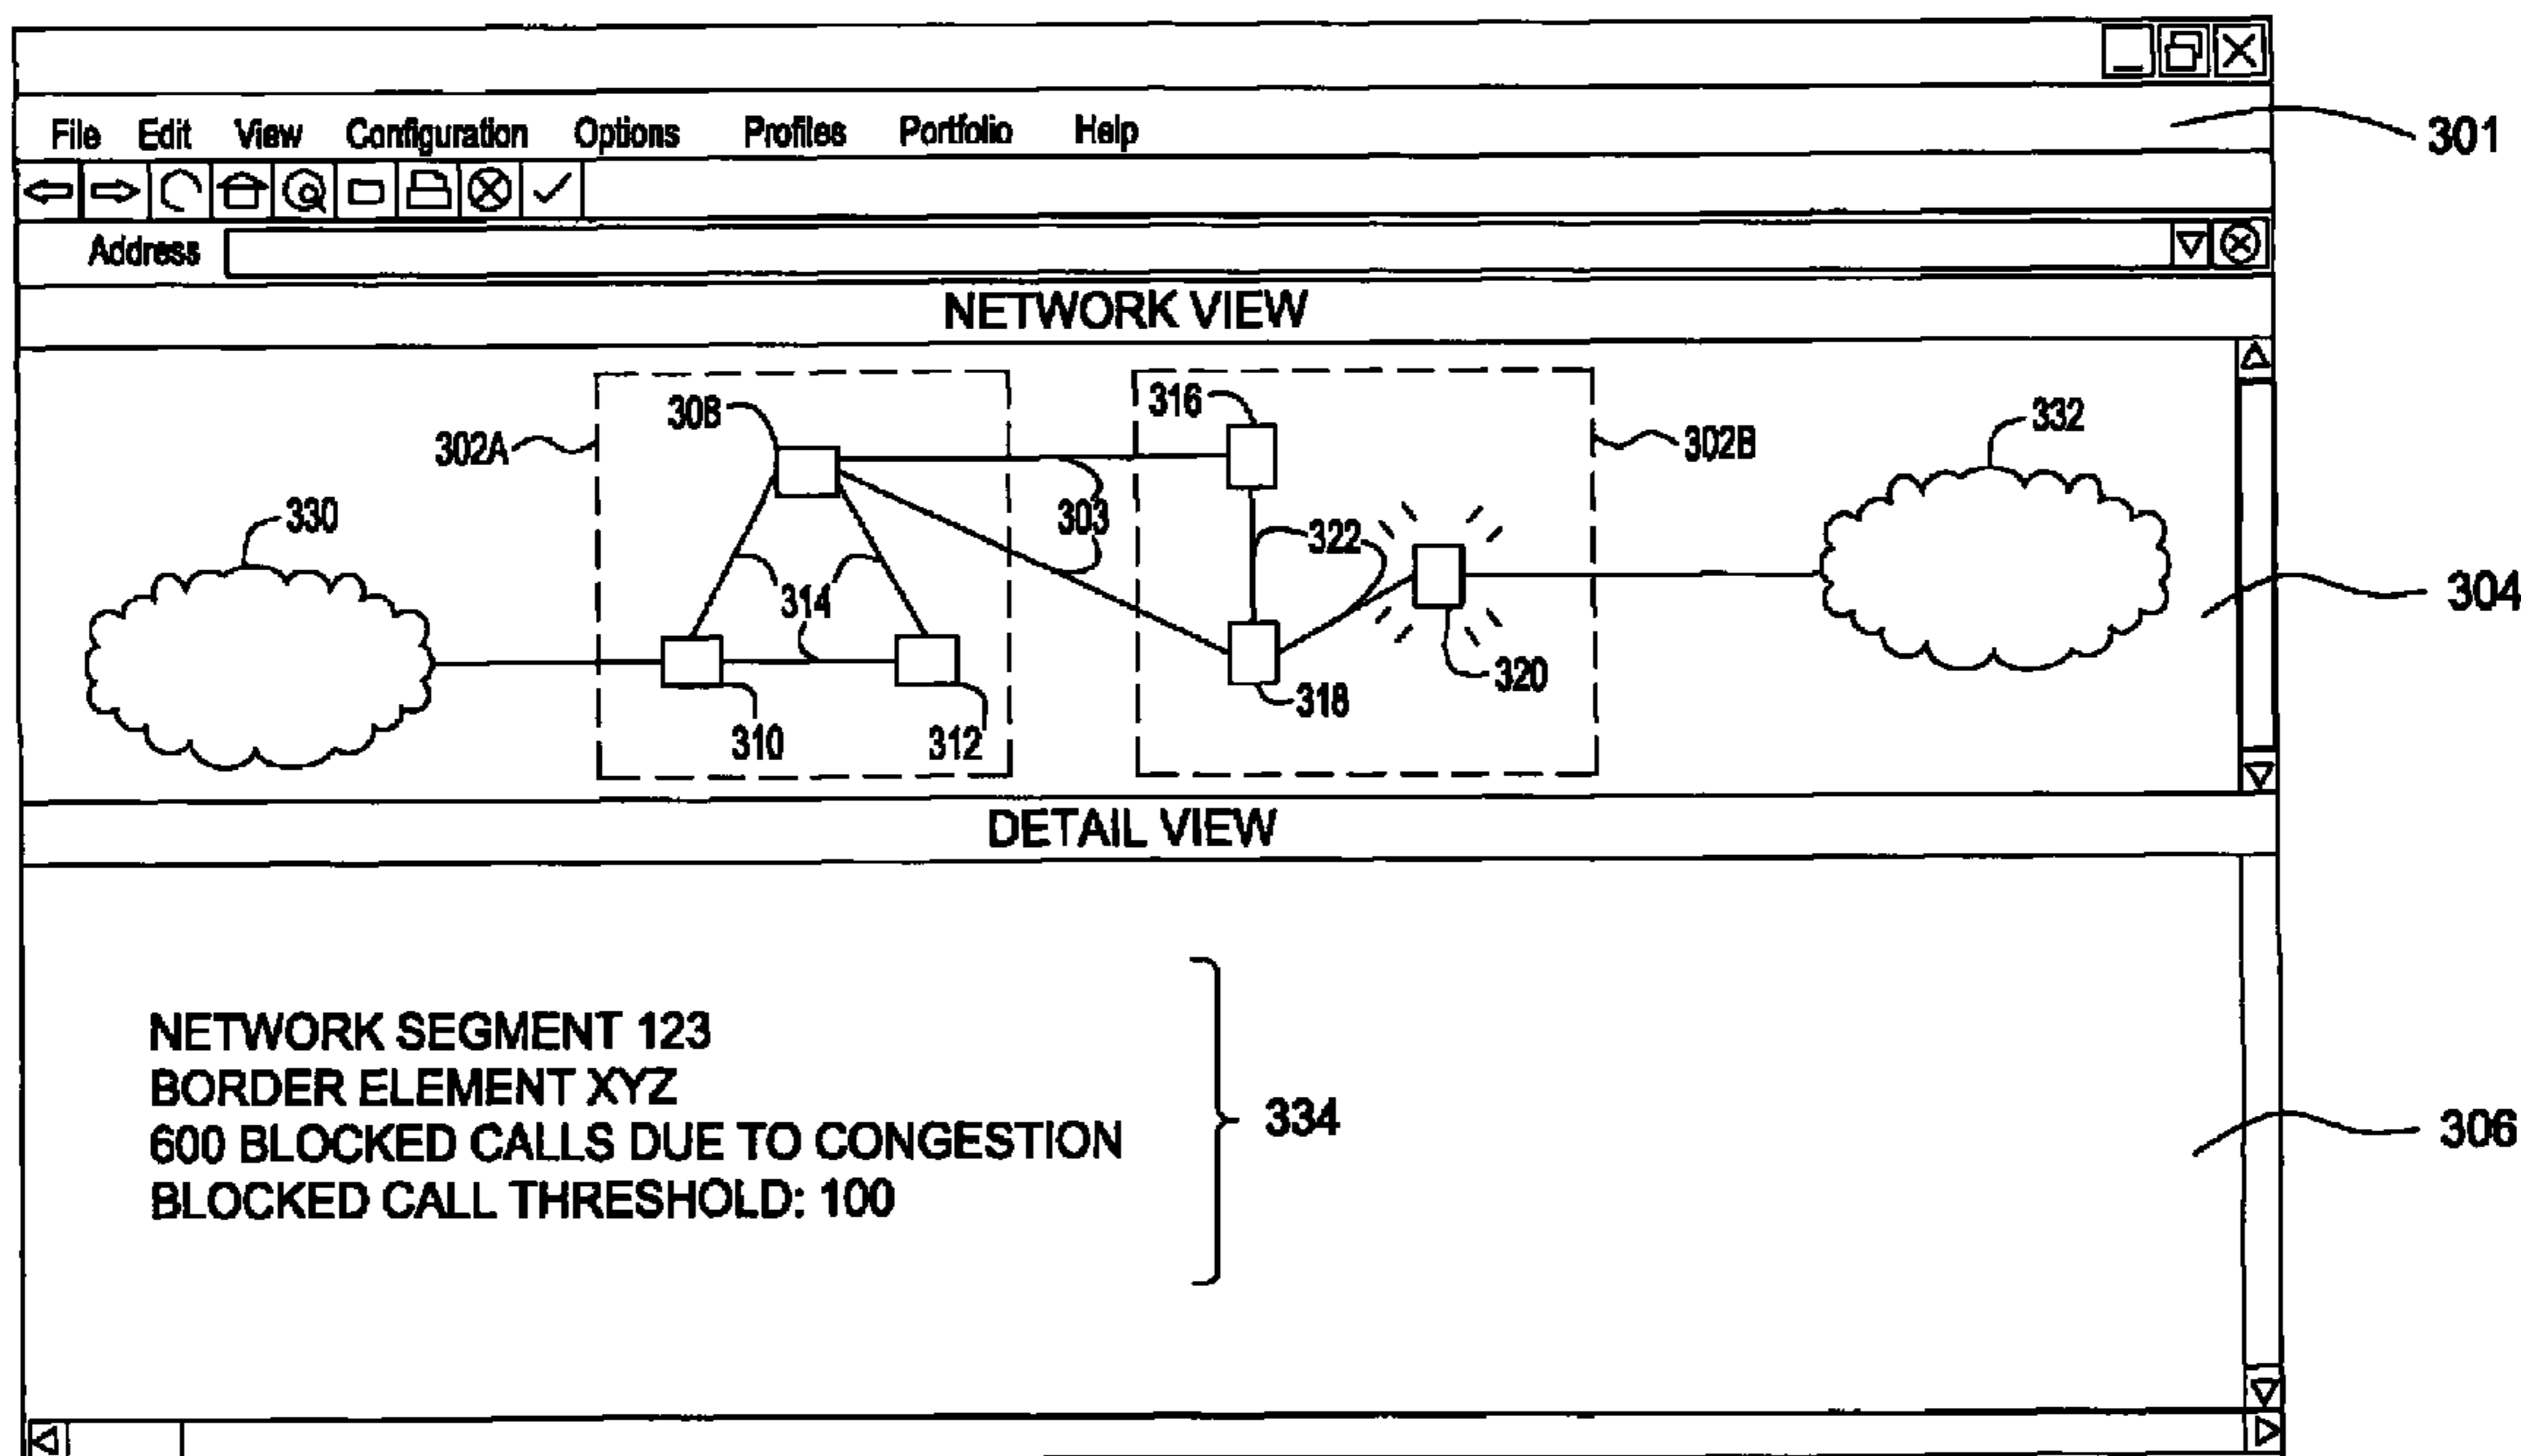 File Edit View Configuration Options Profiles Portfolio Help
301
Address
NETWORK VIEW
308
316
332
302A
302B
330
303
322
314
304
320
318
310
312
DETAIL VIEW
NETWORK SEGMENT 123
BORDER ELEMENT XYZ
600 BLOCKED CALLS DUE TO CONGESTION
BLOCKED CALL THRESHOLD: 100
334
306